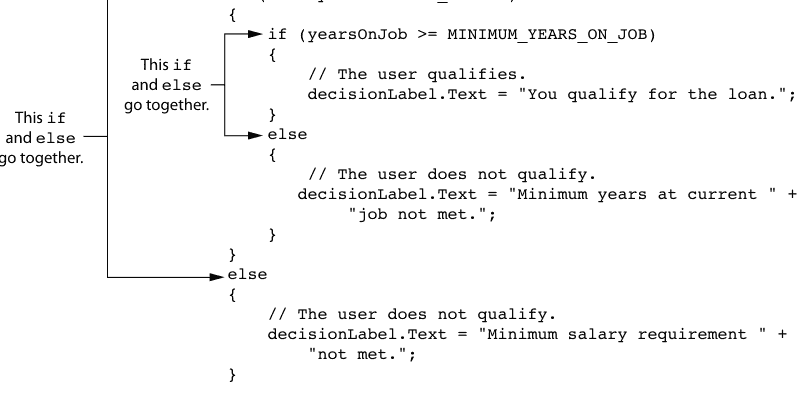 {
if (yearsOnJob >= MINIMUM_YEARS_ON_JOB)
{
// The user qualifies.
decisionLabel.Text = "You qualify for the loan.";
}
else
{
// The user does not qualify.
decisionLabel.Text = "Minimum years at current " +
"job not met.";
}
}
else
{
// The user does not qualify.
decisionLabel.Text = "Minimum salary requirement " +
"not met.";
}
This if
and else
go together.
This if
and else
go together.